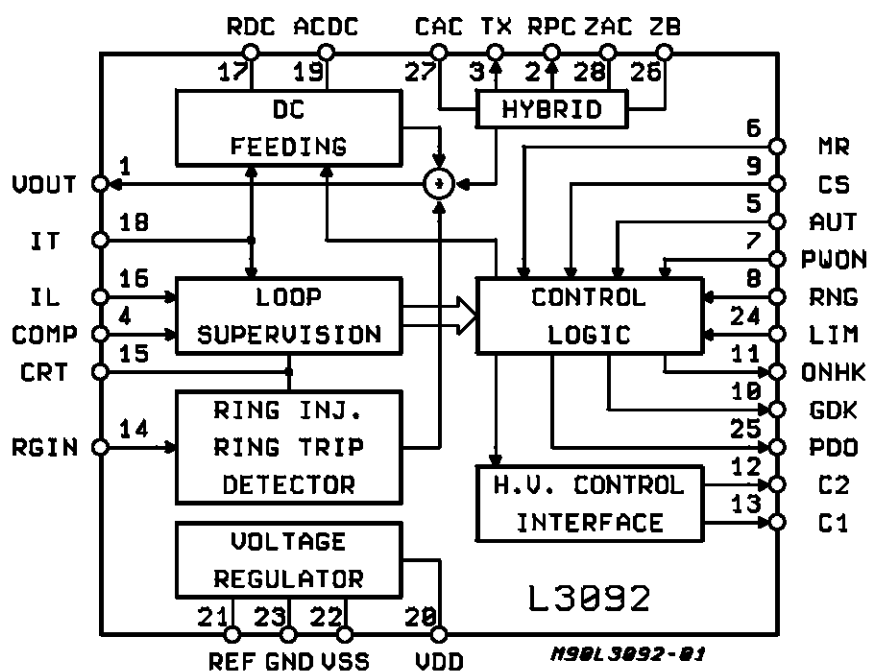 RDC ACDC CAC TX RPC ZAC ZB
17 19 27 3 2 28 26
DC
FEEDING
HYBRID
6 MR
VOUT 1
9 CS
5 AUT
IT 18
7 PWON
IL 16
LOOP
SUPERVISION
CONTROL
LOGIC
8 RNG
COMP 4
24 LIM
CRT 15
11 ONHK
RING INJ.
RING TRIP
DETECTOR
10 GDK
RGIN 14
25 PDO
H.V. CONTROL
INTERFACE
12 C2
13 C1
VOLTAGE
REGULATOR
L3092
21 23 22 20
REF GND VSS VDD
M90L3092-01